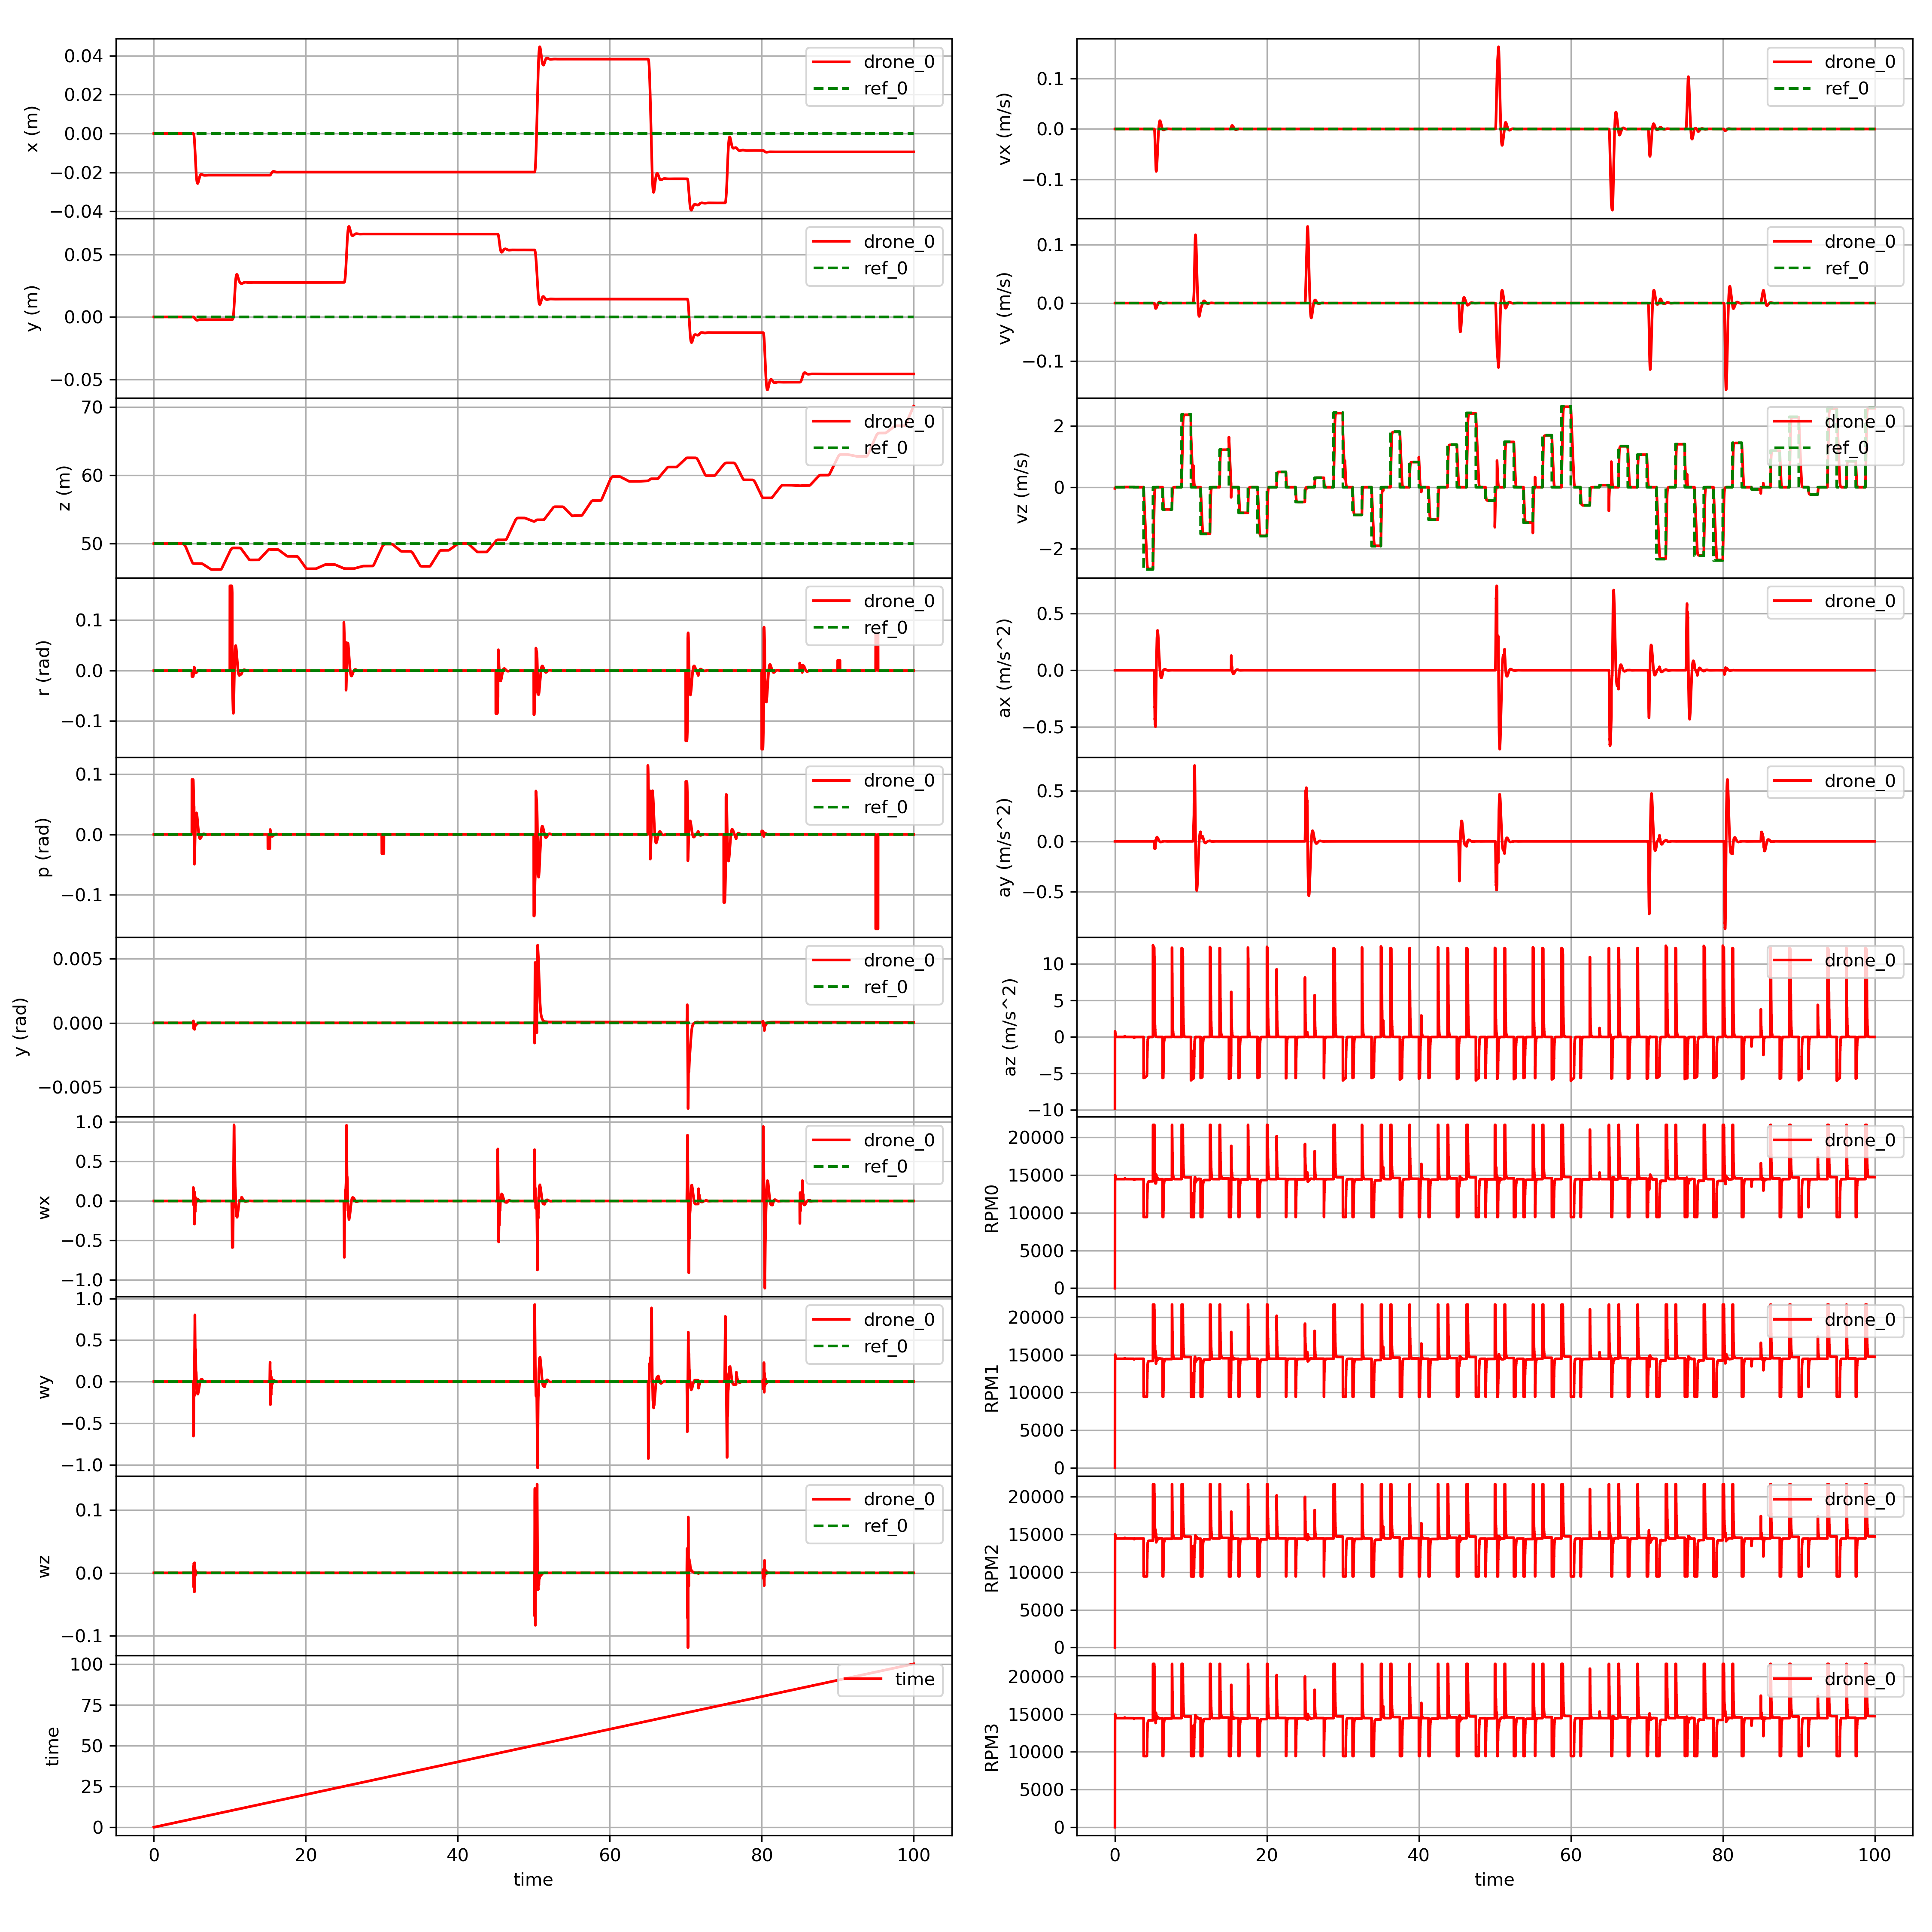 x (m)
0.04
0.02
0.00
−0.02
−0.04
drone_0
ref_0
y (m)
0.05
0.00
−0.05
drone_0
ref_0
z (m)
70
60
50
drone_0
ref_0
r (rad)
0.1
0.0
−0.1
drone_0
ref_0
p (rad)
0.1
0.0
−0.1
drone_0
ref_0
y (rad)
0.005
0.000
−0.005
drone_0
ref_0
wx
1.0
0.5
0.0
−0.5
−1.0
drone_0
ref_0
wy
1.0
0.5
0.0
−0.5
−1.0
drone_0
ref_0
wz
0.1
0.0
−0.1
drone_0
ref_0
time
100
75
50
25
0
time
0 20 40 60 80 100
time
vx (m/s)
0.1
0.0
−0.1
drone_0
ref_0
vy (m/s)
0.1
0.0
−0.1
drone_0
ref_0
vz (m/s)
2
0
−2
drone_0
ref_0
ax (m/s^2)
0.5
0.0
−0.5
drone_0
ay (m/s^2)
0.5
0.0
−0.5
drone_0
az (m/s^2)
10
5
0
−5
−10
drone_0
RPM0
20000
15000
10000
5000
0
drone_0
RPM1
20000
15000
10000
5000
0
drone_0
RPM2
20000
15000
10000
5000
0
drone_0
RPM3
20000
15000
10000
5000
0
drone_0
0 20 40 60 80 100
time